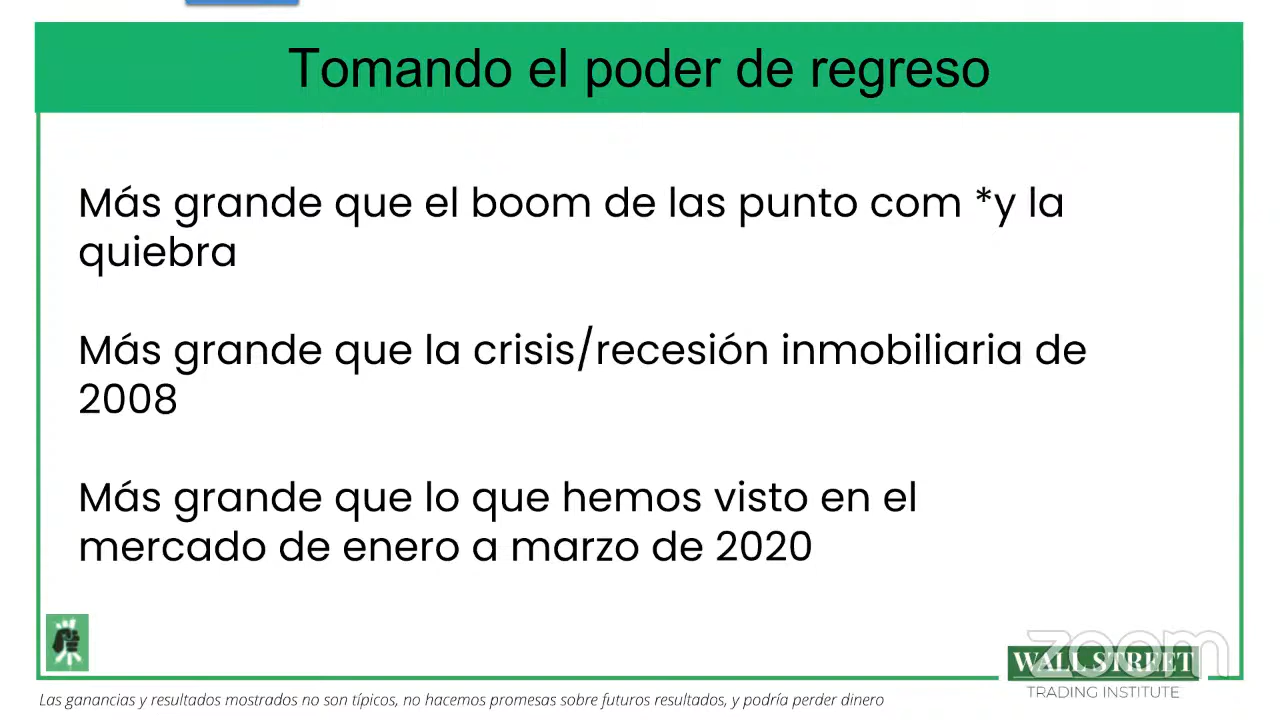 Tomando el poder de regreso
Más grande que el boom de las punto com *y la
quiebra
Más grande que la crisis/recesión inmobiliaria de
2008
Más grande que lo que hemos visto en el
mercado de enero a marzo de 2020
zoom
WALL STREET
TRADING INSTITUTE
Las ganancias y resultados mostrados no son típicos, no hacemos promesas sobre futuros resultados, y podría perder dinero